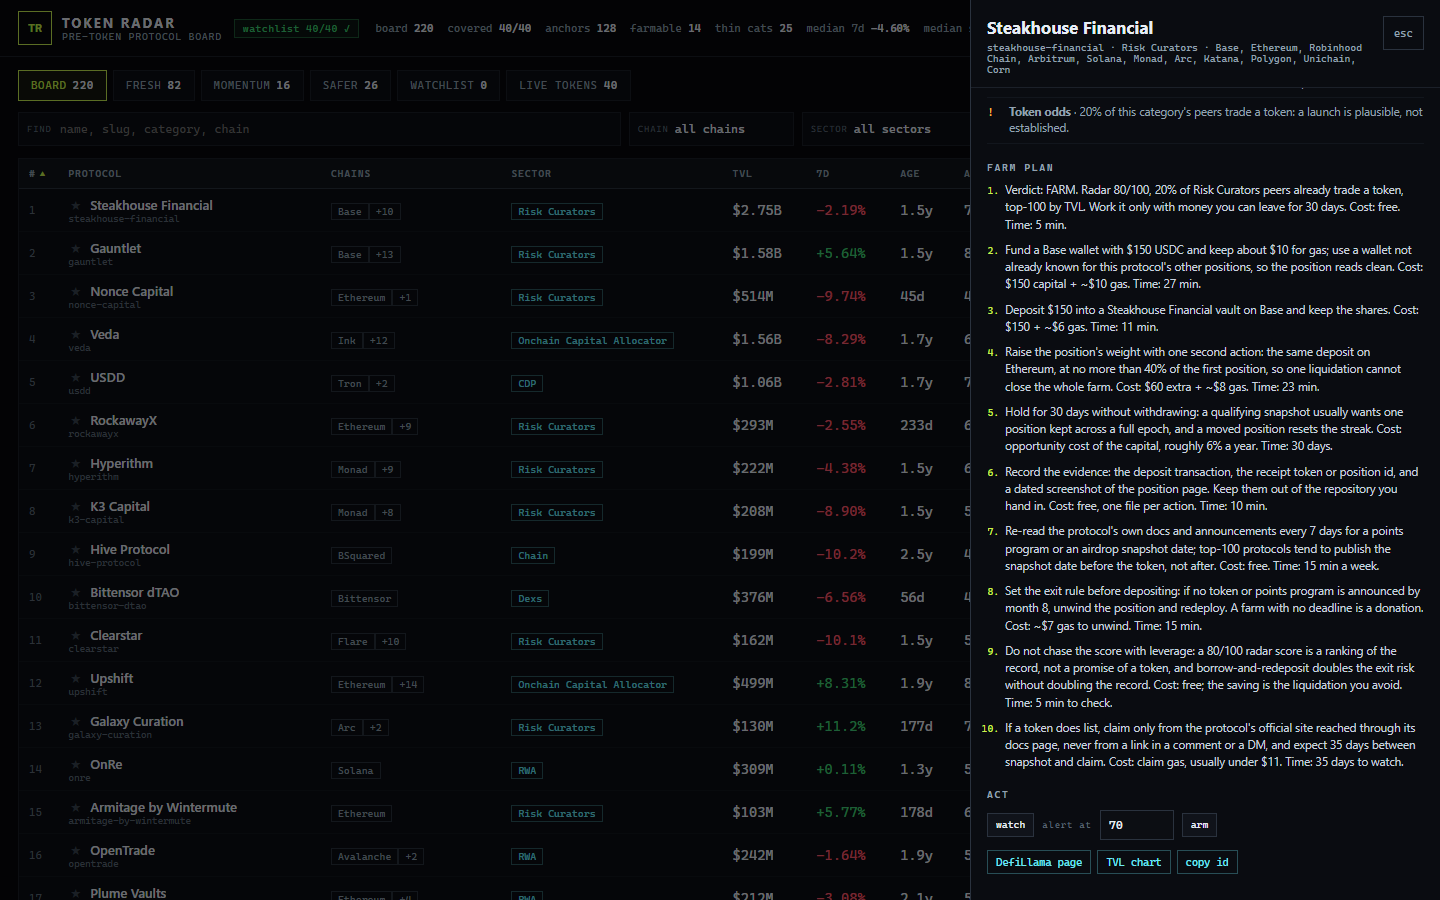 TR
TOKEN RADAR
PRE-TOKEN PROTOCOL BOARD
watchlist 40/40 ✓
board 220 covered 40/40 anchors 128 farmable 14 thin cats 25 median 7d −4.60% median
BOARD 220
FRESH 82
MOMENTUM 16
SAFER 26
WATCHLIST 0
LIVE TOKENS 40
FIND name, slug, category, chain
CHAIN all chains
SECTOR all sectors
# ▲ PROTOCOL CHAINS SECTOR TVL 7D AGE
1 ★ Steakhouse Financial Base +10 Risk Curators $2.75B −2.19% 1.5y
steakhouse-financial
2 ★ Gauntlet Base +13 Risk Curators $1.58B +5.64% 1.5y
gauntlet
3 ★ Nonce Capital Ethereum +1 Risk Curators $514M −9.74% 45d
nonce-capital
4 ★ Veda Ink +12 Onchain Capital Allocator $1.56B −8.29% 1.7y
veda
5 ★ USDD Tron +2 CDP $1.06B −2.81% 1.7y
usdd
6 ★ RockawayX Ethereum +9 Risk Curators $293M −2.55% 233d
rockawayx
7 ★ Hyperithm Monad +9 Risk Curators $222M −4.38% 1.5y
hyperithm
8 ★ K3 Capital Monad +8 Risk Curators $208M −8.90% 1.5y
k3-capital
9 ★ Hive Protocol BSquared Chain $199M −10.2% 2.5y
hive-protocol
10 ★ Bittensor dTAO Bittensor Dexs $376M −6.56% 56d
bittensor-dtao
11 ★ Clearstar Flare +10 Risk Curators $162M −10.1% 1.5y
clearstar
12 ★ Upshift Ethereum +14 Onchain Capital Allocator $499M +8.31% 1.9y
upshift
13 ★ Galaxy Curation Arc +2 Risk Curators $130M +11.2% 177d
galaxy-curation
14 ★ OnRe Solana RWA $309M +0.11% 1.3y
onre
15 ★ Armitage by Wintermute Ethereum Risk Curators $103M +5.77% 178d
armitage-by-wintermute
16 ★ OpenTrade Avalanche +2 RWA $242M −1.64% 1.9y
opentrade
17 ★ Plume Vaults Ethereum RWA $212M −3.08% 2.1y
Steakhouse Financial
esc
steakhouse-financial · Risk Curators · Base, Ethereum, Robinhood
Chain, Arbitrum, Solana, Monad, Arc, Katana, Polygon, Unichain,
Corn
! Token odds · 20% of this category's peers trade a token: a launch is plausible, not
established.
FARM PLAN
1. Verdict: FARM. Radar 80/100, 20% of Risk Curators peers already trade a token,
top-100 by TVL. Work it only with money you can leave for 30 days. Cost: free.
Time: 5 min.
2. Fund a Base wallet with $150 USDC and keep about $10 for gas; use a wallet not
already known for this protocol's other positions, so the position reads clean. Cost:
$150 capital + ~$10 gas. Time: 27 min.
3. Deposit $150 into a Steakhouse Financial vault on Base and keep the shares. Cost:
$150 + ~$6 gas. Time: 11 min.
4. Raise the position's weight with one second action: the same deposit on
Ethereum, at no more than 40% of the first position, so one liquidation cannot
close the whole farm. Cost: $60 extra + ~$8 gas. Time: 23 min.
5. Hold for 30 days without withdrawing: a qualifying snapshot usually wants one
position kept across a full epoch, and a moved position resets the streak. Cost:
opportunity cost of the capital, roughly 6% a year. Time: 30 days.
6. Record the evidence: the deposit transaction, the receipt token or position id, and
a dated screenshot of the position page. Keep them out of the repository you
hand in. Cost: free, one file per action. Time: 10 min.
7. Re-read the protocol's own docs and announcements every 7 days for a points
program or an airdrop snapshot date; top-100 protocols tend to publish the
snapshot date before the token, not after. Cost: free. Time: 15 min a week.
8. Set the exit rule before depositing: if no token or points program is announced by
month 8, unwind the position and redeploy. A farm with no deadline is a donation.
Cost: ~$7 gas to unwind. Time: 15 min.
9. Do not chase the score with leverage: a 80/100 radar score is a ranking of the
record, not a promise of a token, and borrow-and-redeposit doubles the exit risk
without doubling the record. Cost: free; the saving is the liquidation you avoid.
Time: 5 min to check.
10. If a token does list, claim only from the protocol's official site reached through its
docs page, never from a link in a comment or a DM, and expect 35 days between
snapshot and claim. Cost: claim gas, usually under $11. Time: 35 days to watch.
ACT
watch alert at 70 arm
DefiLlama page TVL chart copy id